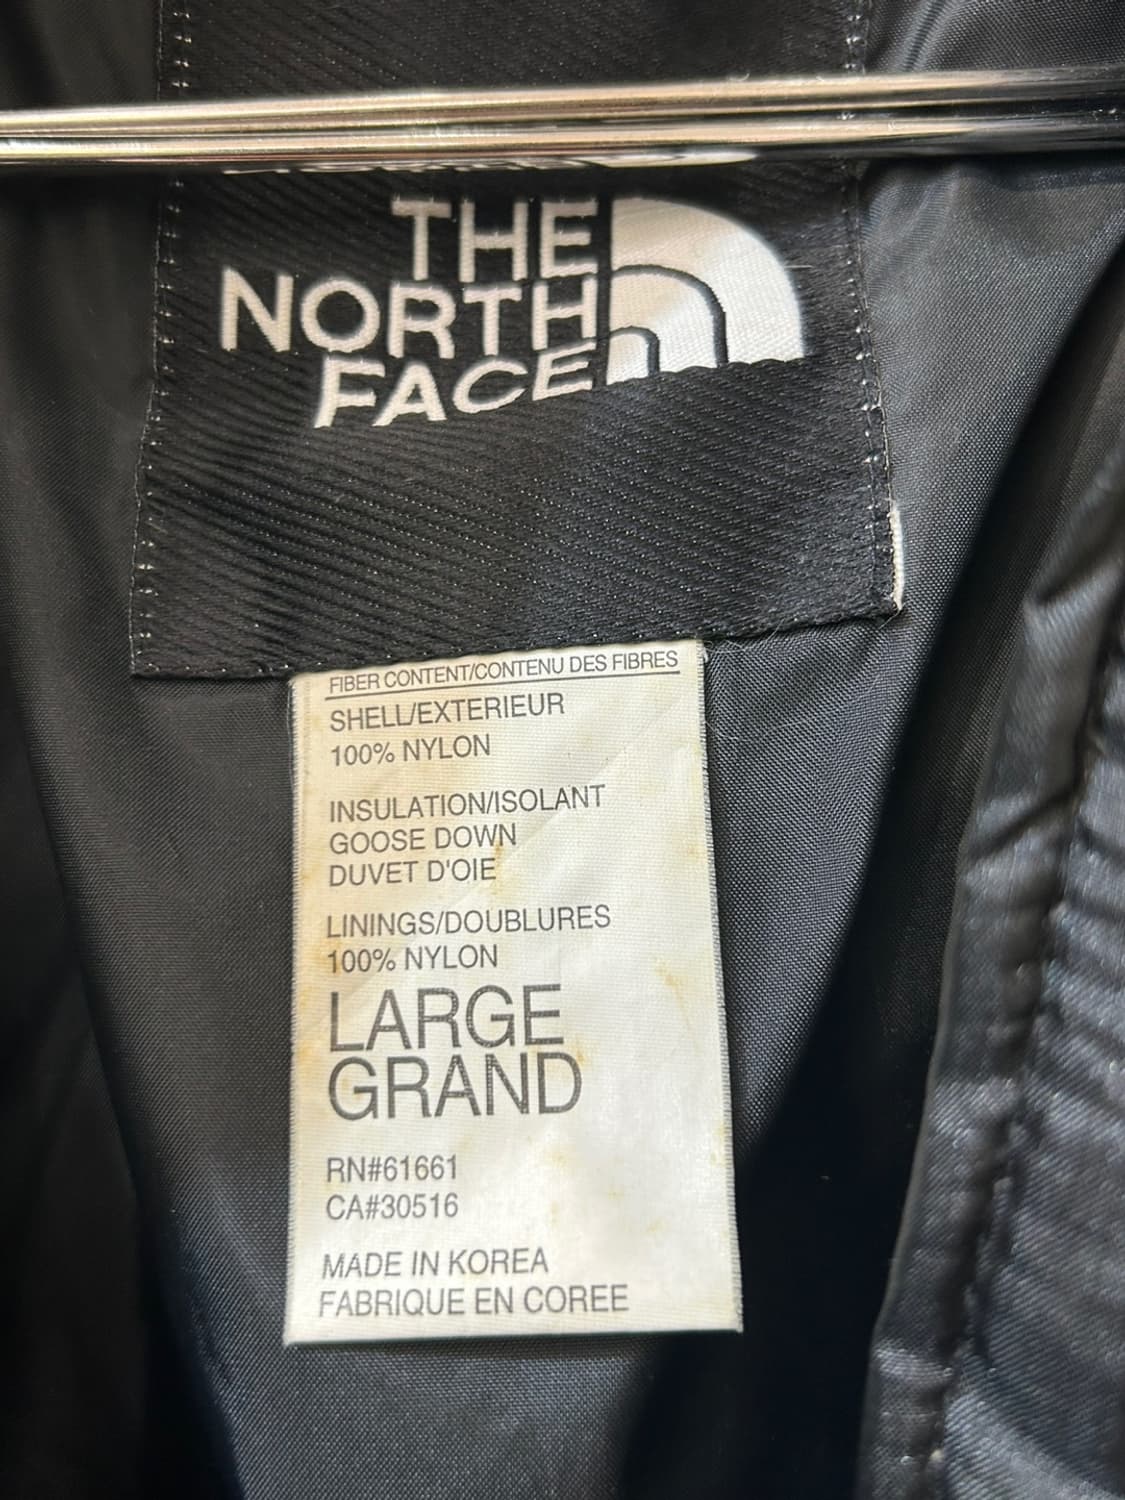 THE
NORTH
FACE
FIBER CONTENT/CONTENU DES FIBRES
SHELL/EXTERIEUR
100% NYLON
INSULATION/ISOLANT
GOOSE DOWN
DUVET D'OIE
LININGS/DOUBLURES
100% NYLON
LARGE
GRAND
RN#61661
CA#30516
MADE IN KOREA
FABRIQUE EN COREE